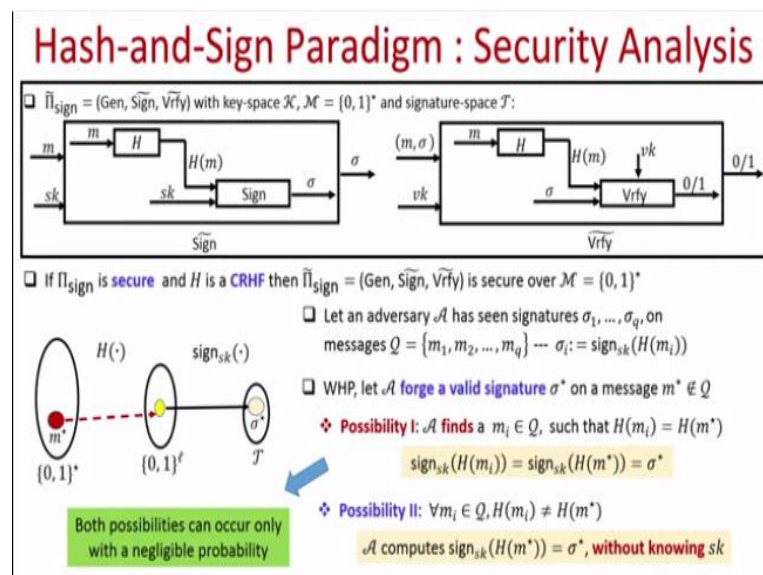 Hash-and-Sign Paradigm : Security Analysis
❑ Π̃sign = (Gen, S̃ign, Ṽrfy) with key-space 𝒦, ℳ = {0, 1}* and signature-space 𝒯:
m
m
H
H(m)
sk
sk
Sign
σ
σ
S̃ign
(m, σ)
m
H
H(m)
vk
vk
σ
Vrfy
0/1
0/1
Ṽrfy
❑ If Πsign is secure and H is a CRHF then Π̃sign = (Gen, S̃ign, Ṽrfy) is secure over ℳ = {0, 1}*
H(·)
sign_sk(·)
m*
σ*
{0, 1}*
{0, 1}^ℓ
𝒯
Both possibilities can occur only
with a negligible probability
❑ Let an adversary 𝒜 has seen signatures σ₁, ..., σq, on
messages Q = {m₁, m₂, ..., mq} --- σi := sign_sk(H(mi))
❑ WHP, let 𝒜 forge a valid signature σ* on a message m* ∉ Q
❖ Possibility I: 𝒜 finds a mi ∈ Q, such that H(mi) = H(m*)
sign_sk(H(mi)) = sign_sk(H(m*)) = σ*
❖ Possibility II: ∀mi ∈ Q, H(mi) ≠ H(m*)
𝒜 computes sign_sk(H(m*)) = σ*, without knowing sk